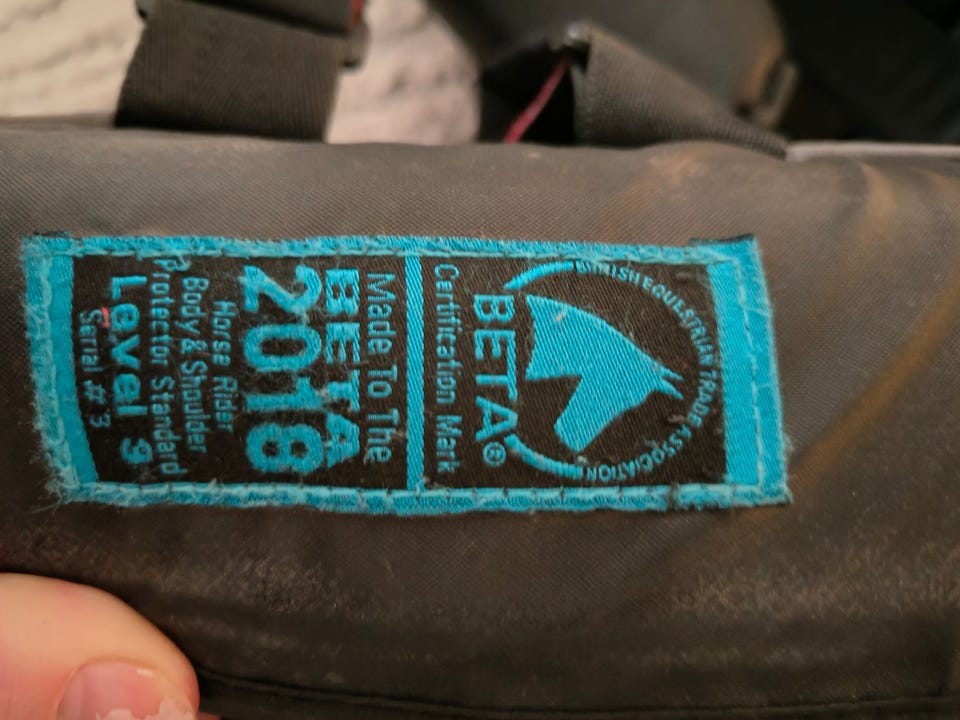 BRITISH EQUESTRIAN TRADE ASSOCIATION
BETA®
Certification Mark
Made To The
BETA
2018
Horse Rider
Body & Shoulder
Protector Standard
Level 3
Serial # 3